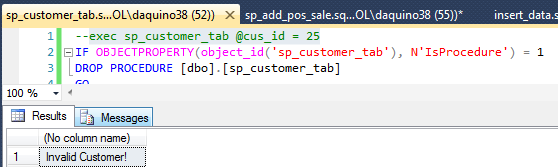 sp_customer_tab.s...OL\daquino38 (52))
sp_add_pos_sale.sq...OL\daquino38 (55))*
insert_data.s
1 --exec sp_customer_tab @cus_id = 25
2 IF OBJECTPROPERTY(object_id('sp_customer_tab'), N'IsProcedure') = 1
3 DROP PROCEDURE [dbo].[sp_customer_tab]
GO
100 %
Results Messages
(No column name)
1 Invalid Customer!